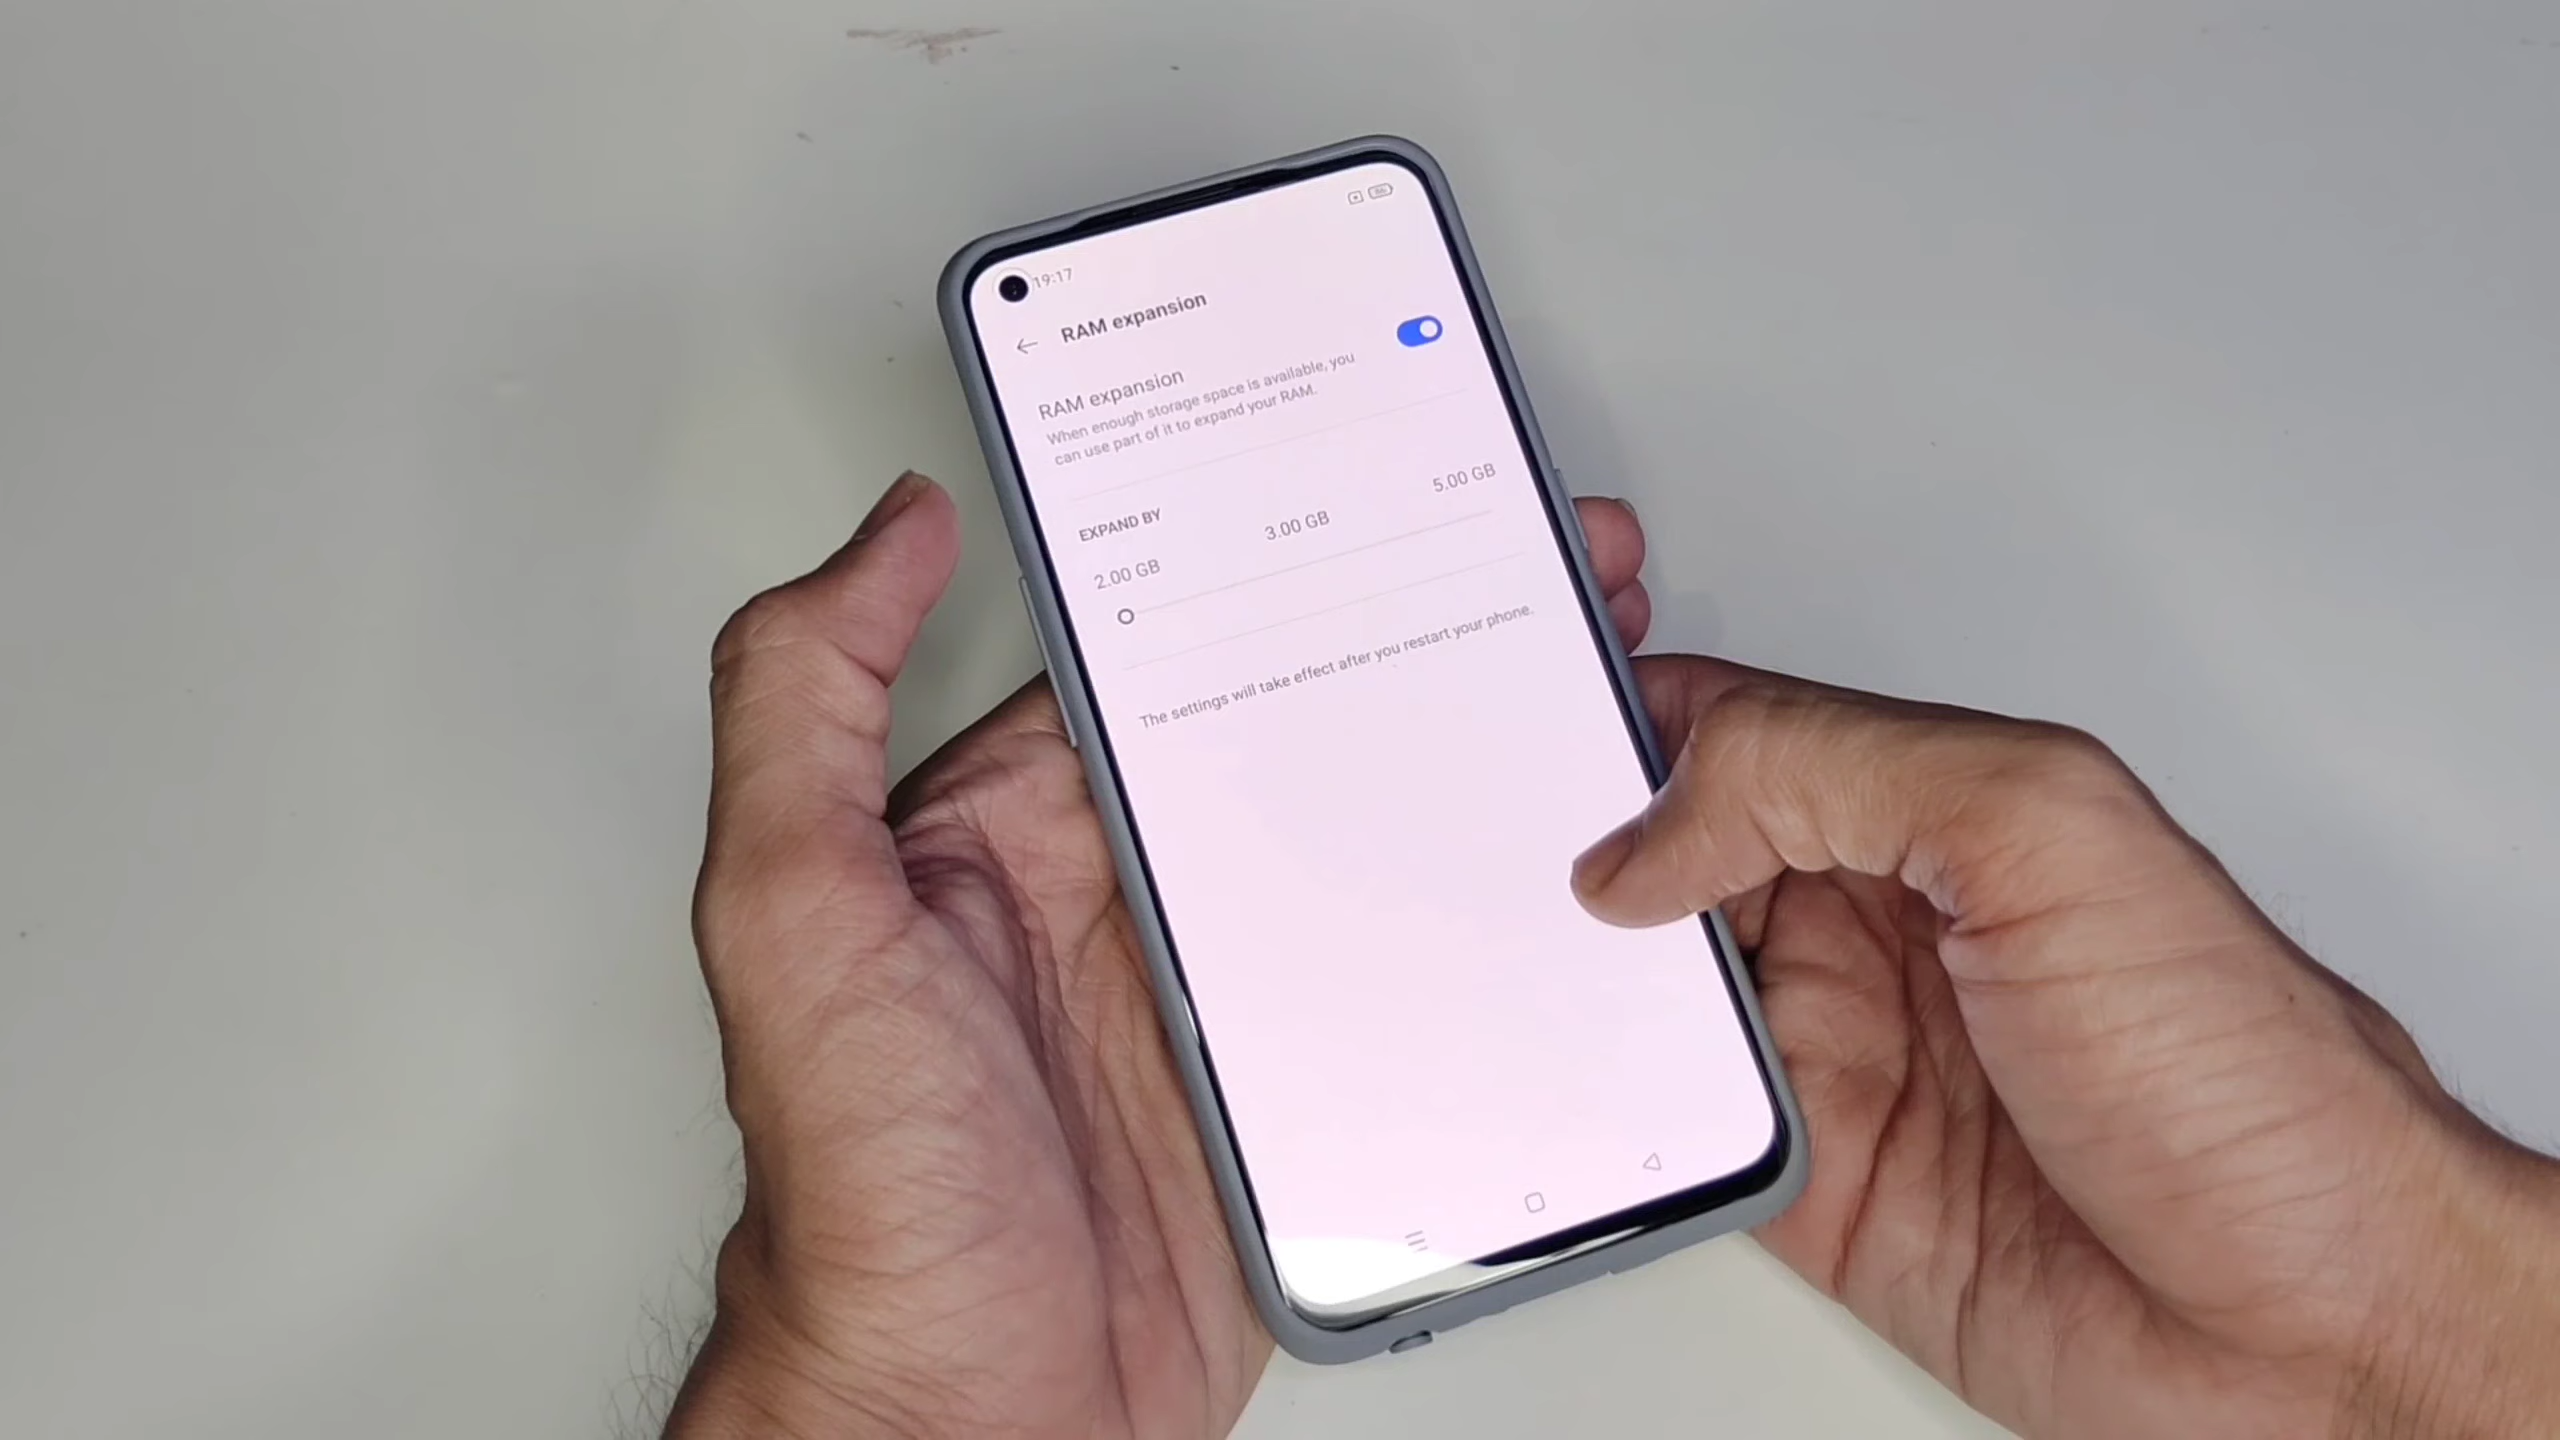 19:17
RAM expansion
RAM expansion
When enough storage space is available, you
can use part of it to expand your RAM.
EXPAND BY
2.00 GB 3.00 GB 5.00 GB
The settings will take effect after you restart your phone.